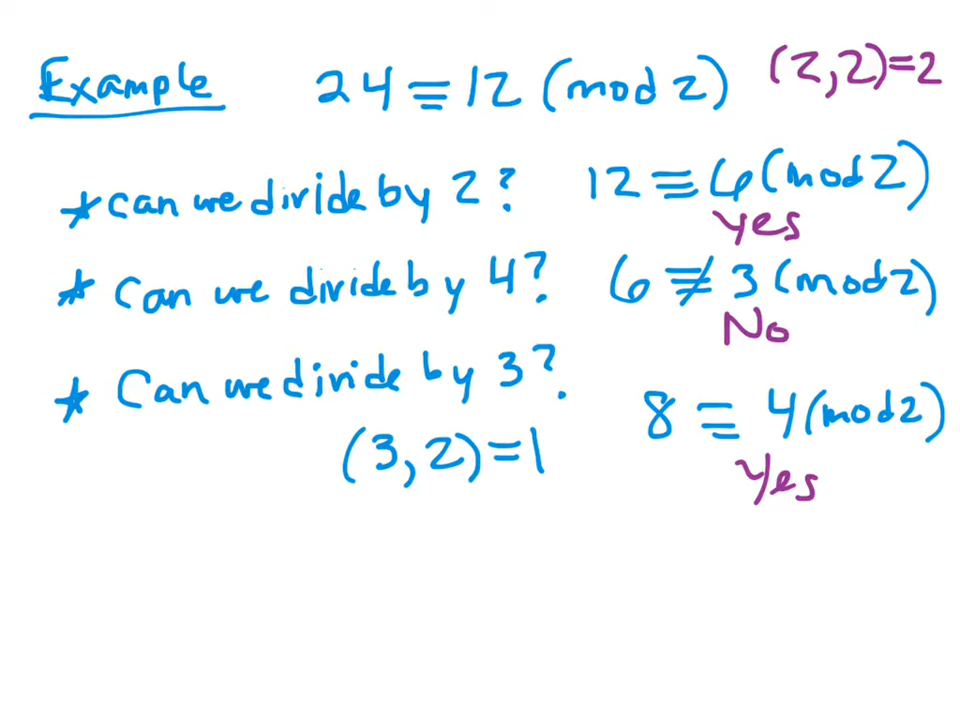 Example 24 ≡ 12 (mod 2) (2,2)=2
* can we divide by 2? 12 ≡ 6 (mod 2)
Yes
* Can we divide by 4? 6 ≢ 3 (mod 2)
No
* Can we divide by 3? 8 ≡ 4 (mod 2)
(3,2)=1 Yes